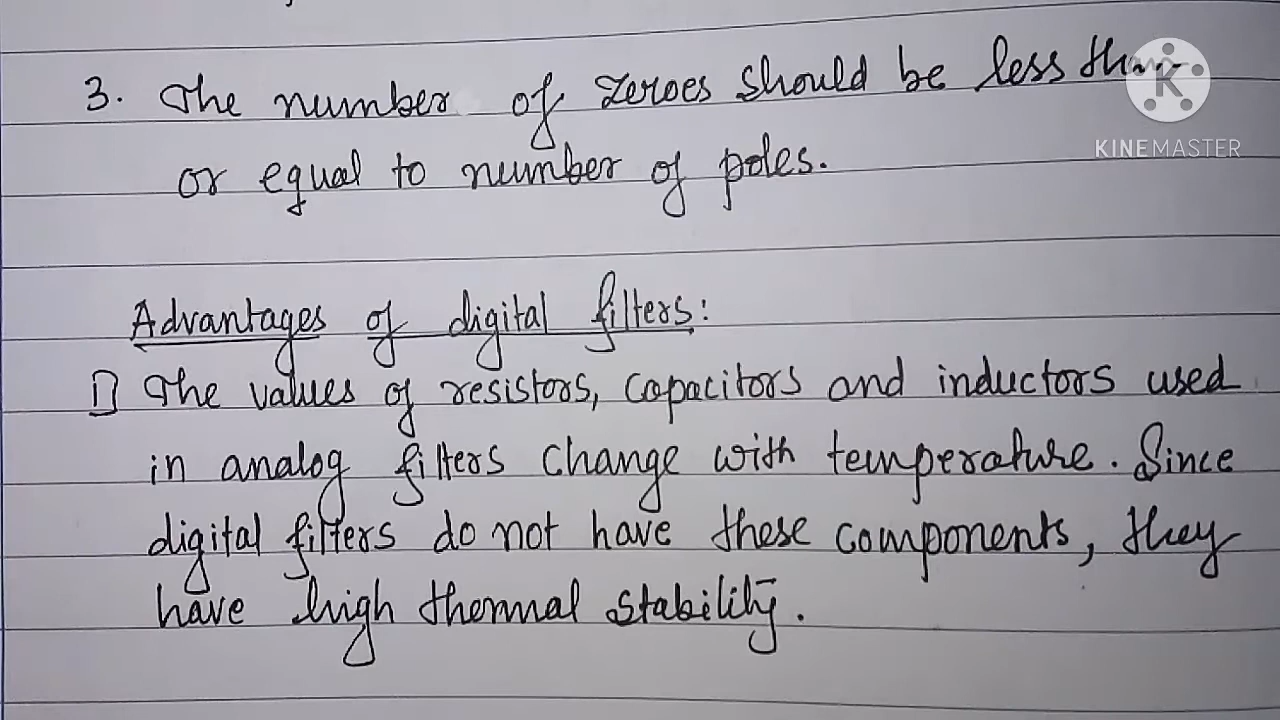 3. The number of zeroes should be less than
K
KINEMASTER
or equal to number of poles.
Advantages of digital filters:
1] The values of resistors, capacitors and inductors used
in analog filters change with temperature. Since
digital filters do not have these components, they
have high thermal stability.